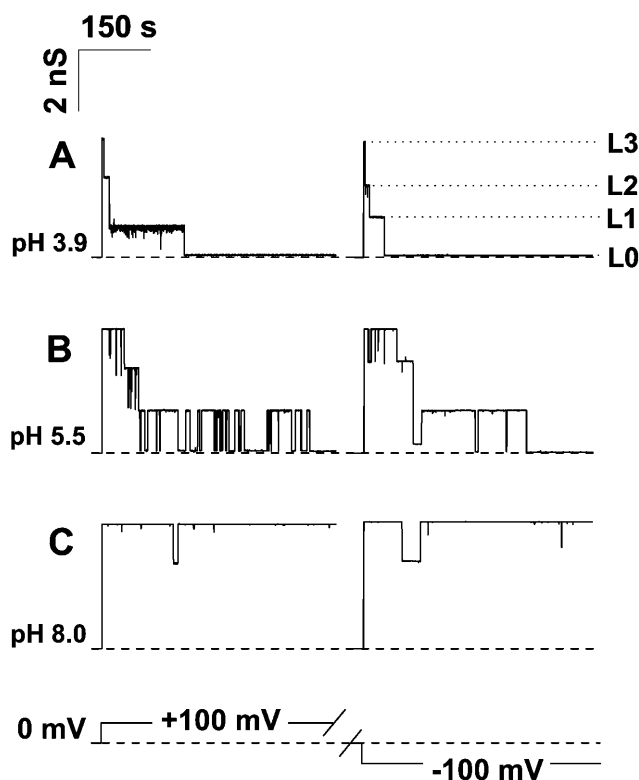 150 s
2 nS
A
L3
L2
L1
pH 3.9
L0
B
pH 5.5
C
pH 8.0
0 mV
+100 mV
-100 mV